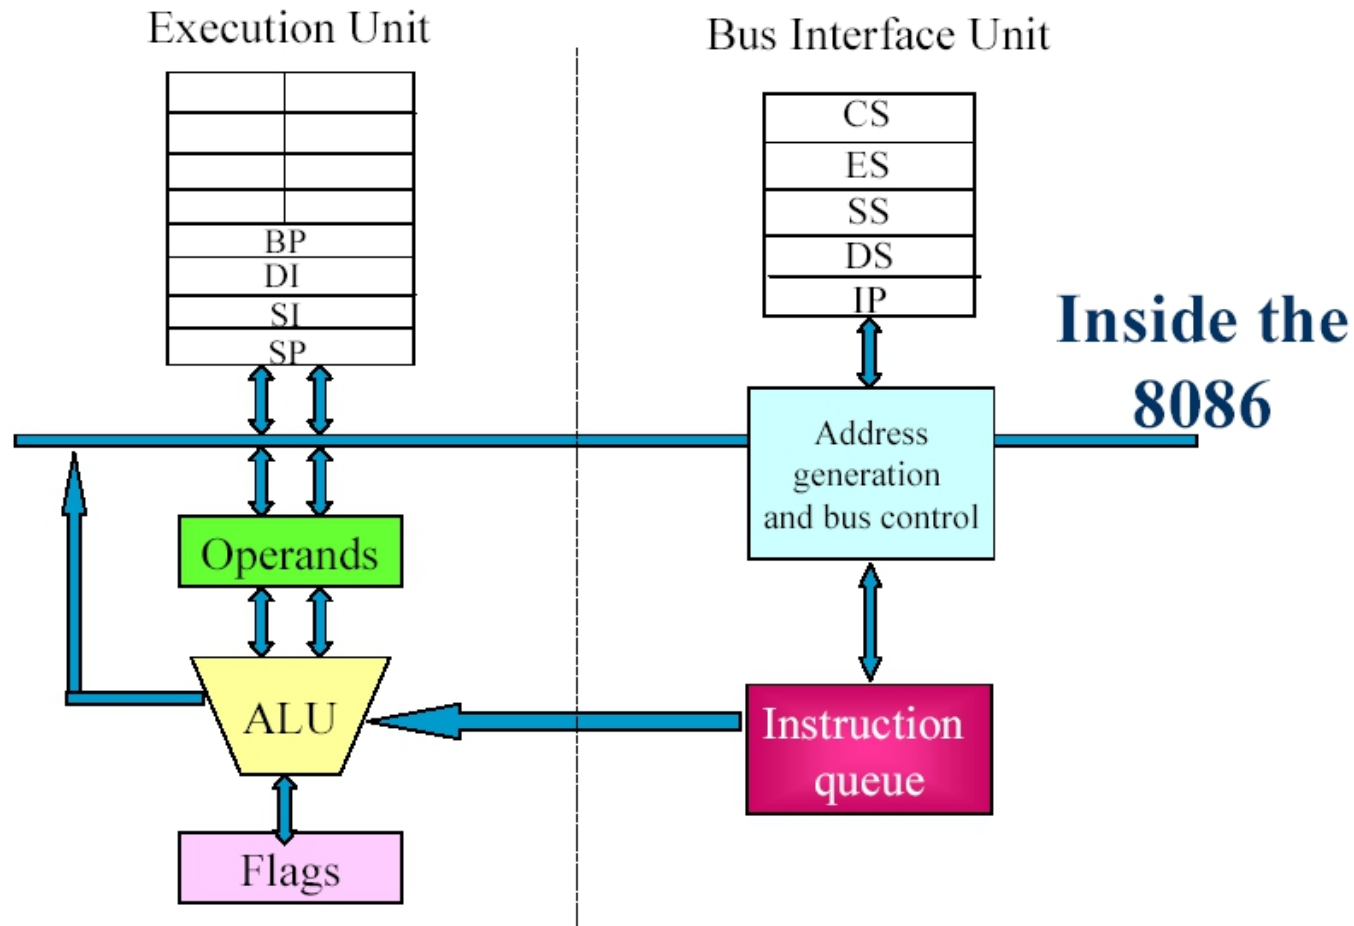 Execution Unit
Bus Interface Unit
CS
ES
SS
DS
IP
BP
DI
SI
SP
Inside the
8086
Address
generation
and bus control
Operands
ALU
Instruction
queue
Flags